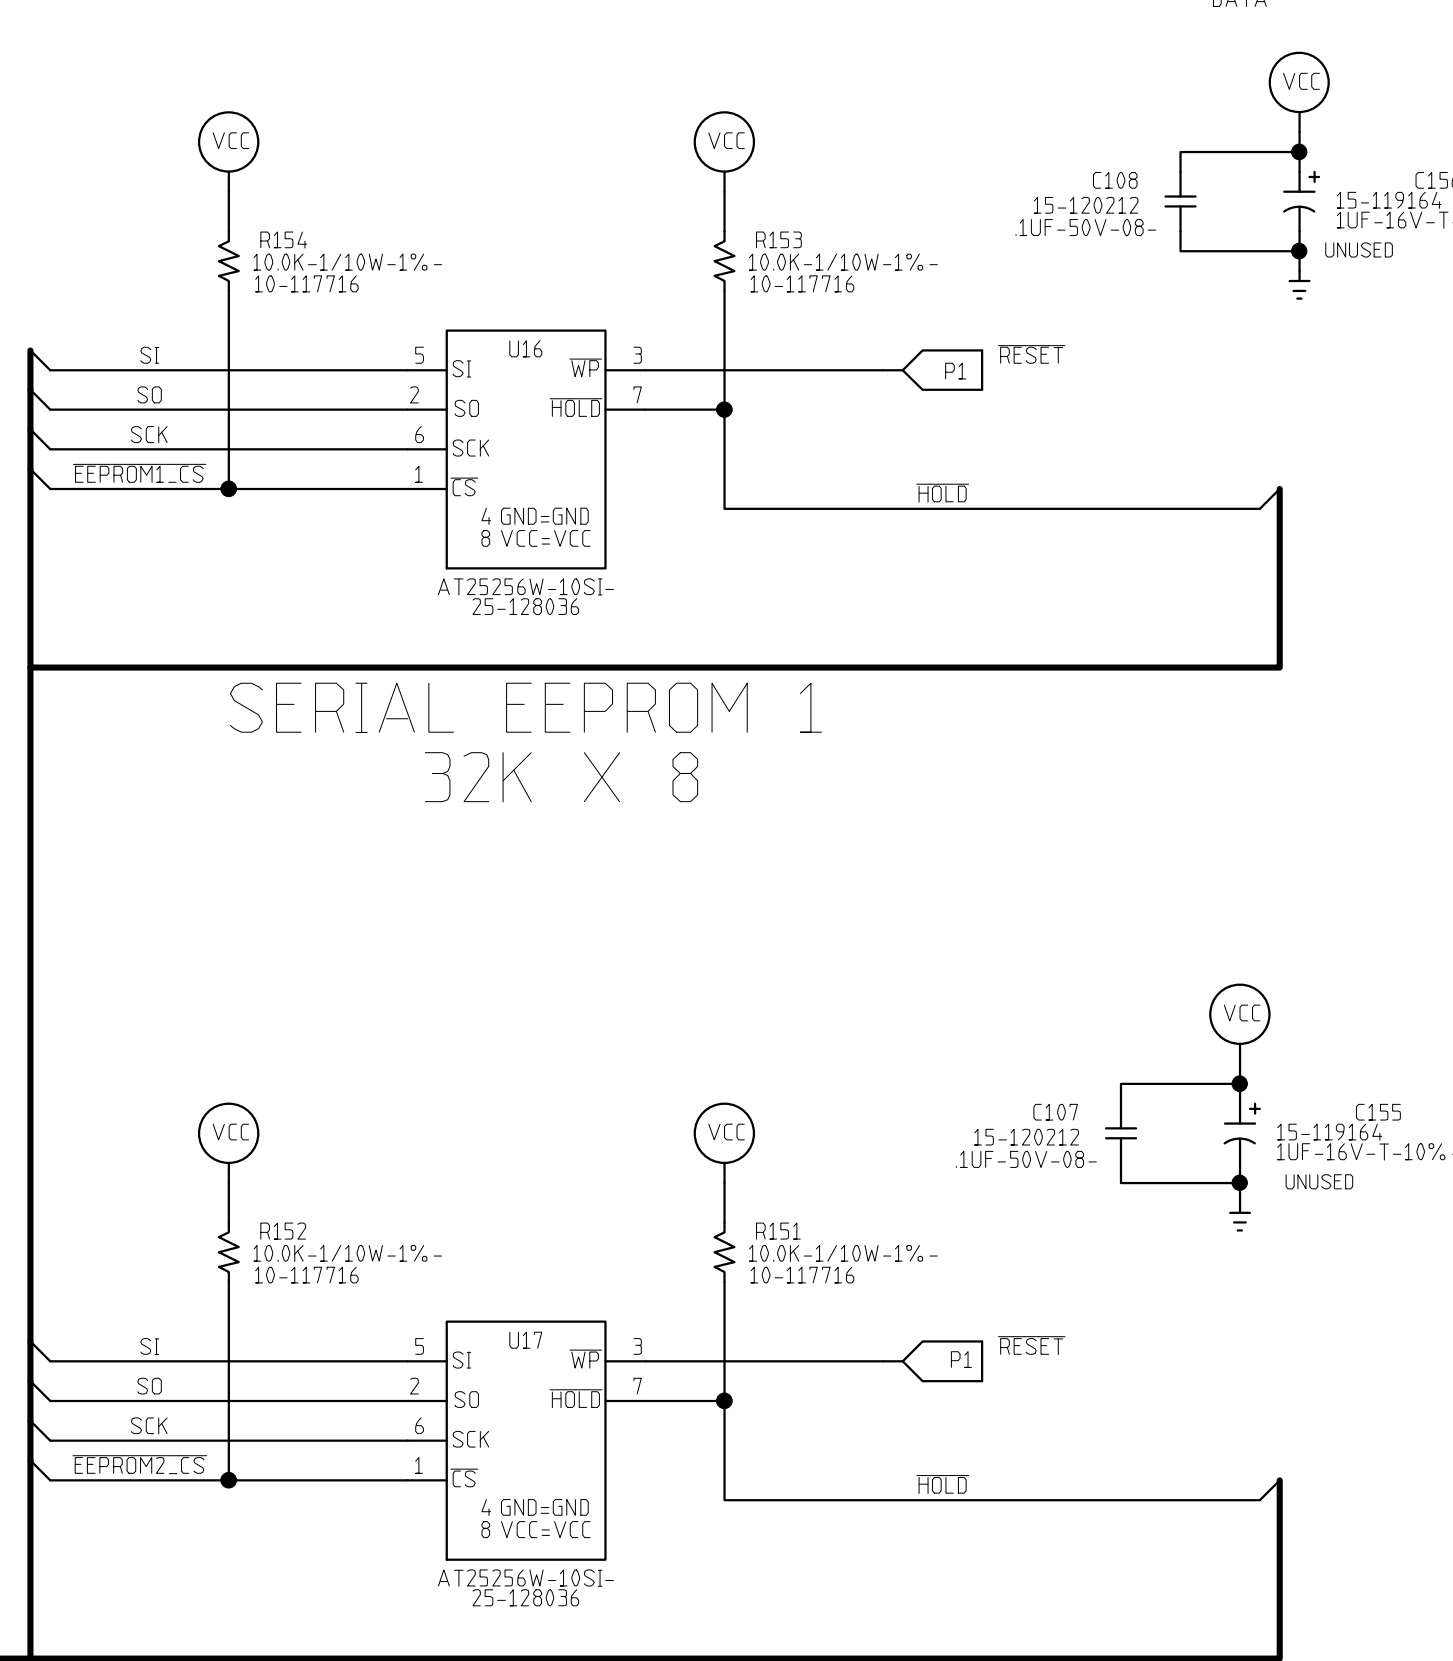 DATA
VCC
VCC
VCC
C108
15-120212
.1UF-50V-08-
+
15-119164
1UF-16V-T-
UNUSED
R154
10.0K-1/10W-1%-
10-117716
R153
10.0K-1/10W-1%-
10-117716
SI
SO
SCK
EEPROM1_CS
5
2
6
1
U16
SI
SO
SCK
CS
WP
HOLD
4 GND=GND
8 VCC=VCC
AT25256W-10SI-
25-128036
3
7
P1
RESET
HOLD
SERIAL EEPROM 1
32K X 8
VCC
VCC
VCC
C107
15-120212
.1UF-50V-08-
+
C155
15-119164
1UF-16V-T-10%-
UNUSED
R152
10.0K-1/10W-1%-
10-117716
R151
10.0K-1/10W-1%-
10-117716
SI
SO
SCK
EEPROM2_CS
5
2
6
1
U17
SI
SO
SCK
CS
WP
HOLD
4 GND=GND
8 VCC=VCC
AT25256W-10SI-
25-128036
3
7
P1
RESET
HOLD